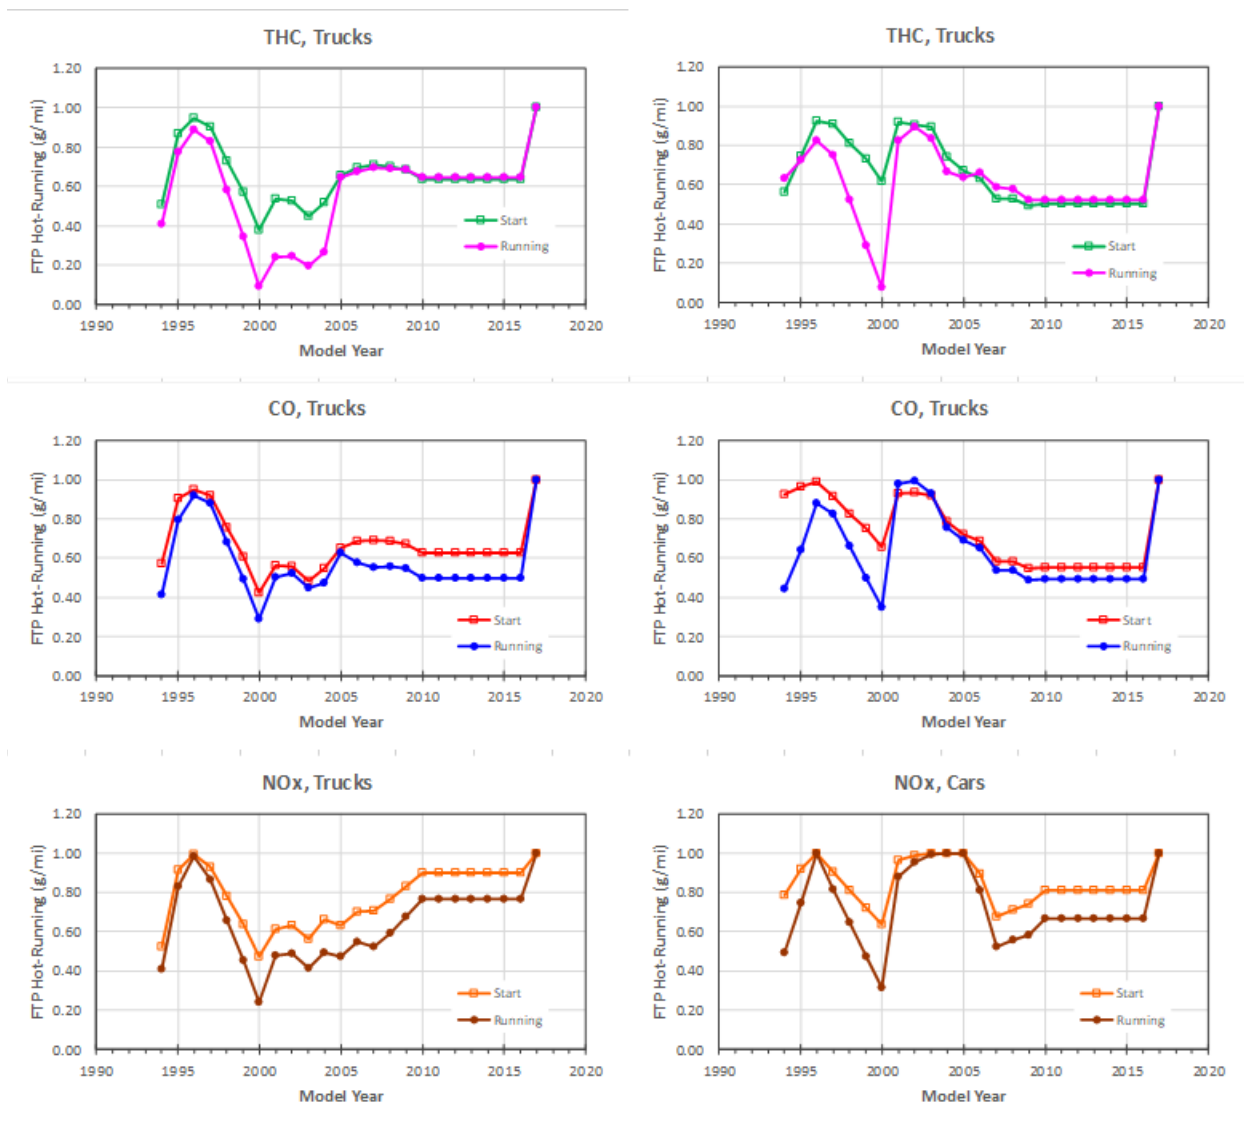 THC, Trucks
1.20
1.00
0.80
0.60
0.40
0.20
0.00
FTP Hot-Running (g/mi)
Start
Running
1990 1995 2000 2005 2010 2015 2020
Model Year
THC, Trucks
1.20
1.00
0.80
0.60
0.40
0.20
0.00
FTP Hot-Running (g/mi)
Start
Running
1990 1995 2000 2005 2010 2015 2020
Model Year
CO, Trucks
1.20
1.00
0.80
0.60
0.40
0.20
0.00
FTP Hot-Running (g/mi)
Start
Running
1990 1995 2000 2005 2010 2015 2020
Model Year
CO, Trucks
1.20
1.00
0.80
0.60
0.40
0.20
0.00
FTP Hot-Running (g/mi)
Start
Running
1990 1995 2000 2005 2010 2015 2020
Model Year
NOx, Trucks
1.20
1.00
0.80
0.60
0.40
0.20
0.00
FTP Hot-Running (g/mi)
Start
Running
1990 1995 2000 2005 2010 2015 2020
Model Year
NOx, Cars
1.20
1.00
0.80
0.60
0.40
0.20
0.00
FTP Hot-Running (g/mi)
Start
Running
1990 1995 2000 2005 2010 2015 2020
Model Year